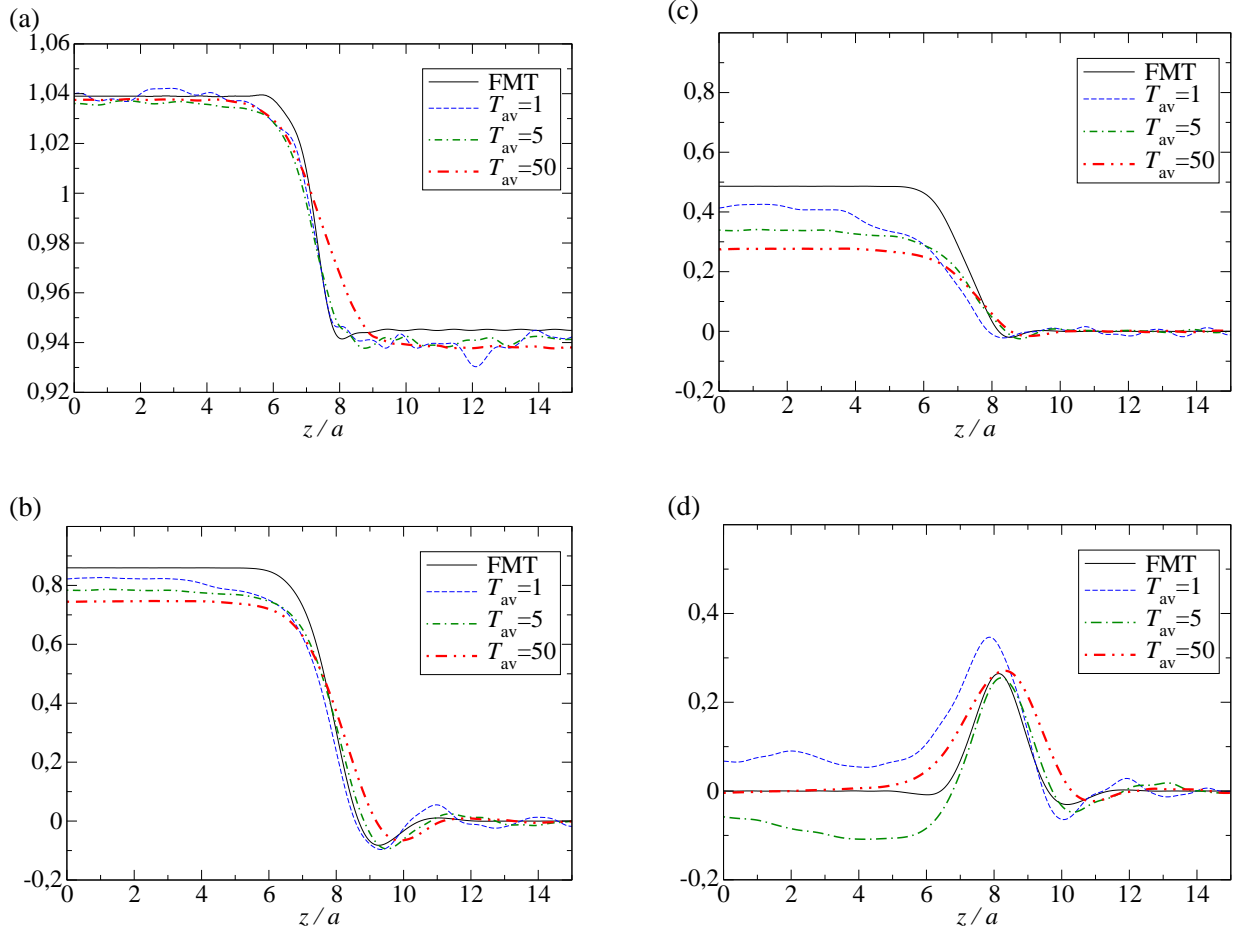 (a)
1,06
1,04
1,02
1
0,98
0,96
0,94
0,92
0 2 4 6 8 10 12 14
z / a
FMT
T_av=1
T_av=5
T_av=50
(c)
0,8
0,6
0,4
0,2
0
-0,2
0 2 4 6 8 10 12 14
z / a
FMT
T_av=1
T_av=5
T_av=50
(b)
0,8
0,6
0,4
0,2
0
-0,2
0 2 4 6 8 10 12 14
z / a
FMT
T_av=1
T_av=5
T_av=50
(d)
0,4
0,2
0
-0,2
0 2 4 6 8 10 12 14
z / a
FMT
T_av=1
T_av=5
T_av=50